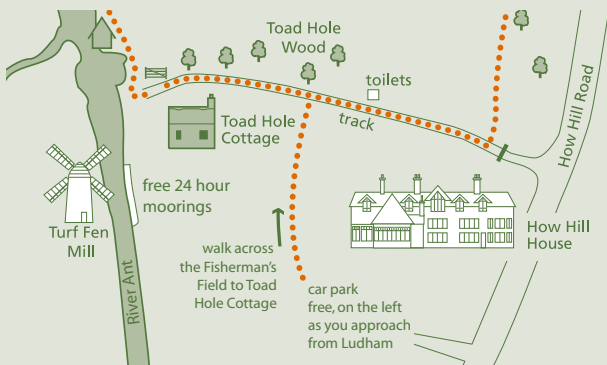 Toad Hole
Wood
toilets
track
How Hill Road
Toad Hole
Cottage
free 24 hour
moorings
Turf Fen
Mill
River Ant
How Hill
House
walk across
the Fisherman's
Field to Toad
Hole Cottage
car park
free, on the left
as you approach
from Ludham